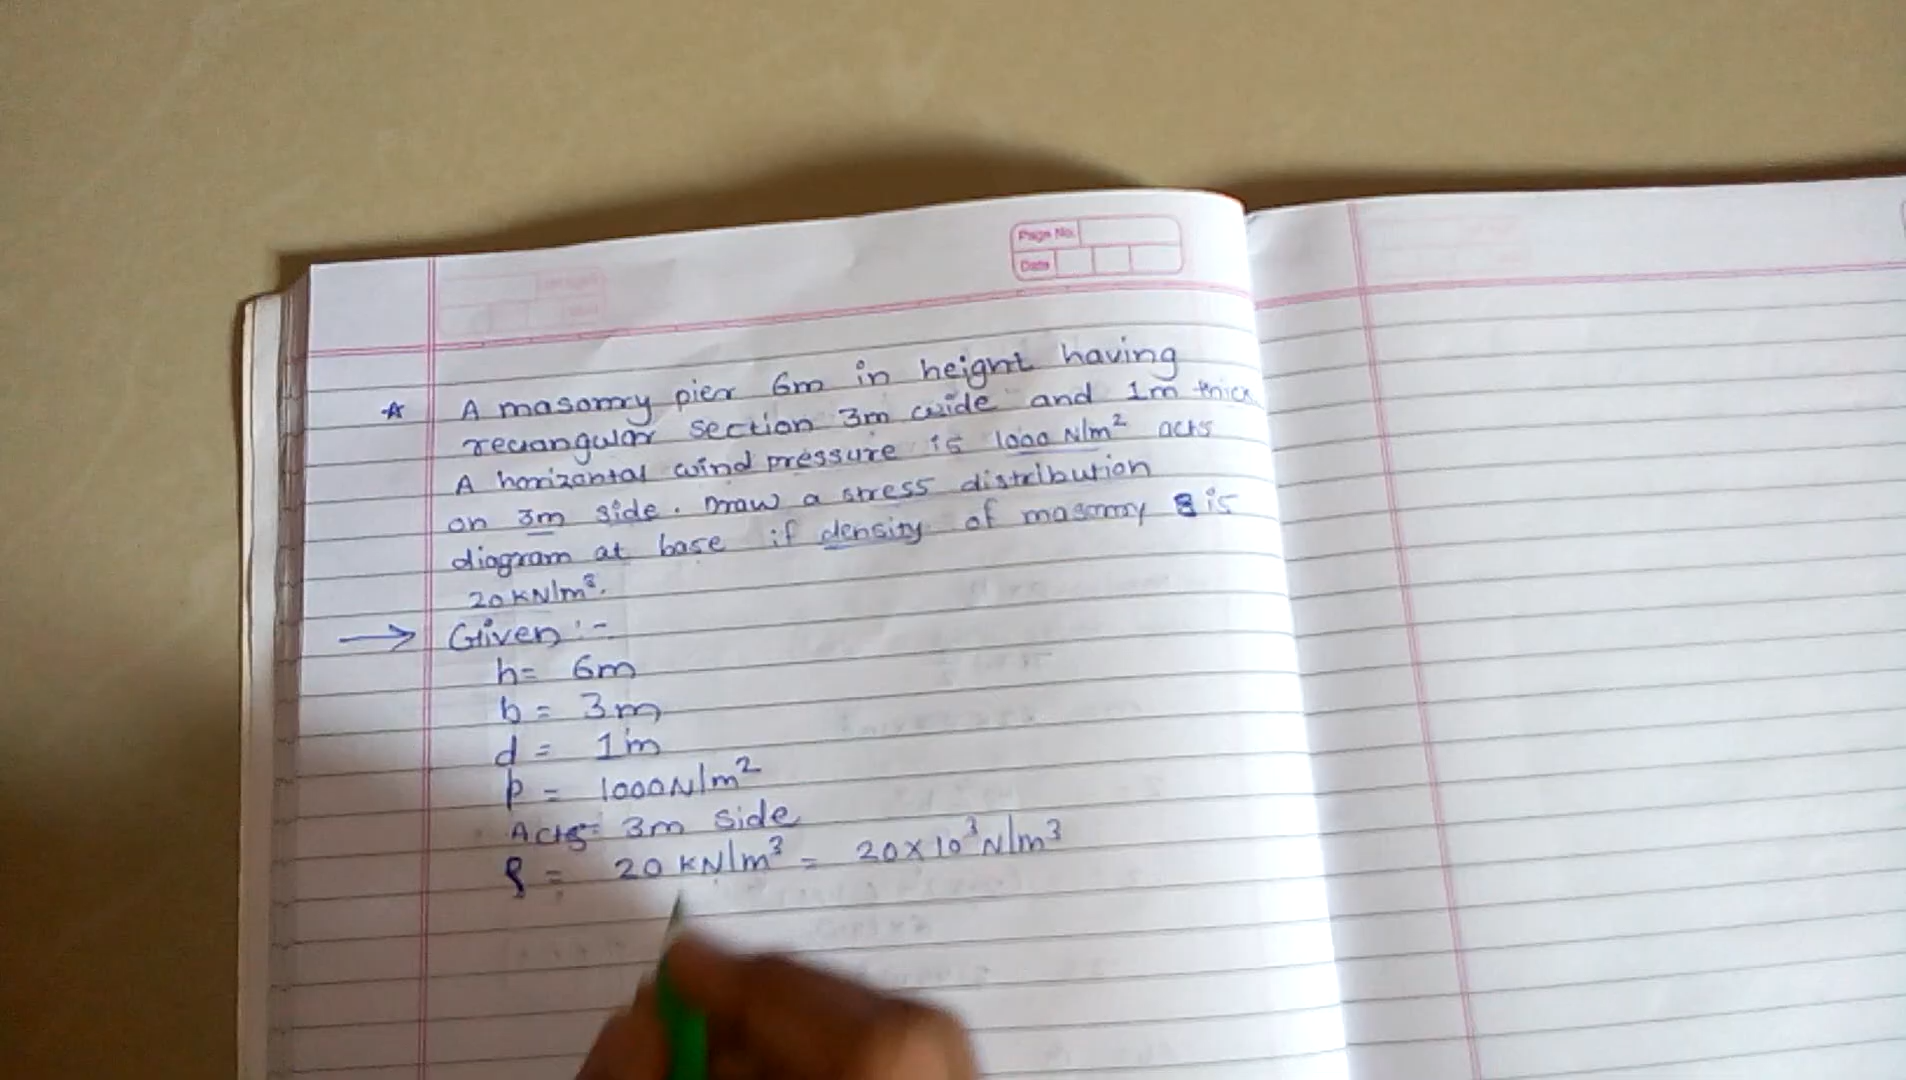 Page No.
Date
A masonry pier 6m in height having
rectangular section 3m wide and 1m thick
A horizontal wind pressure is 1000 N/m² acts
on 3m side. Draw a stress distribution
diagram at base if density of masonry is
20 KN/m³.
→ Given :-
h= 6m
b = 3m
d = 1m
p = 1000N/m²
Acts= 3m side
ρ = 20 KN/m³ = 20×10³N/m³